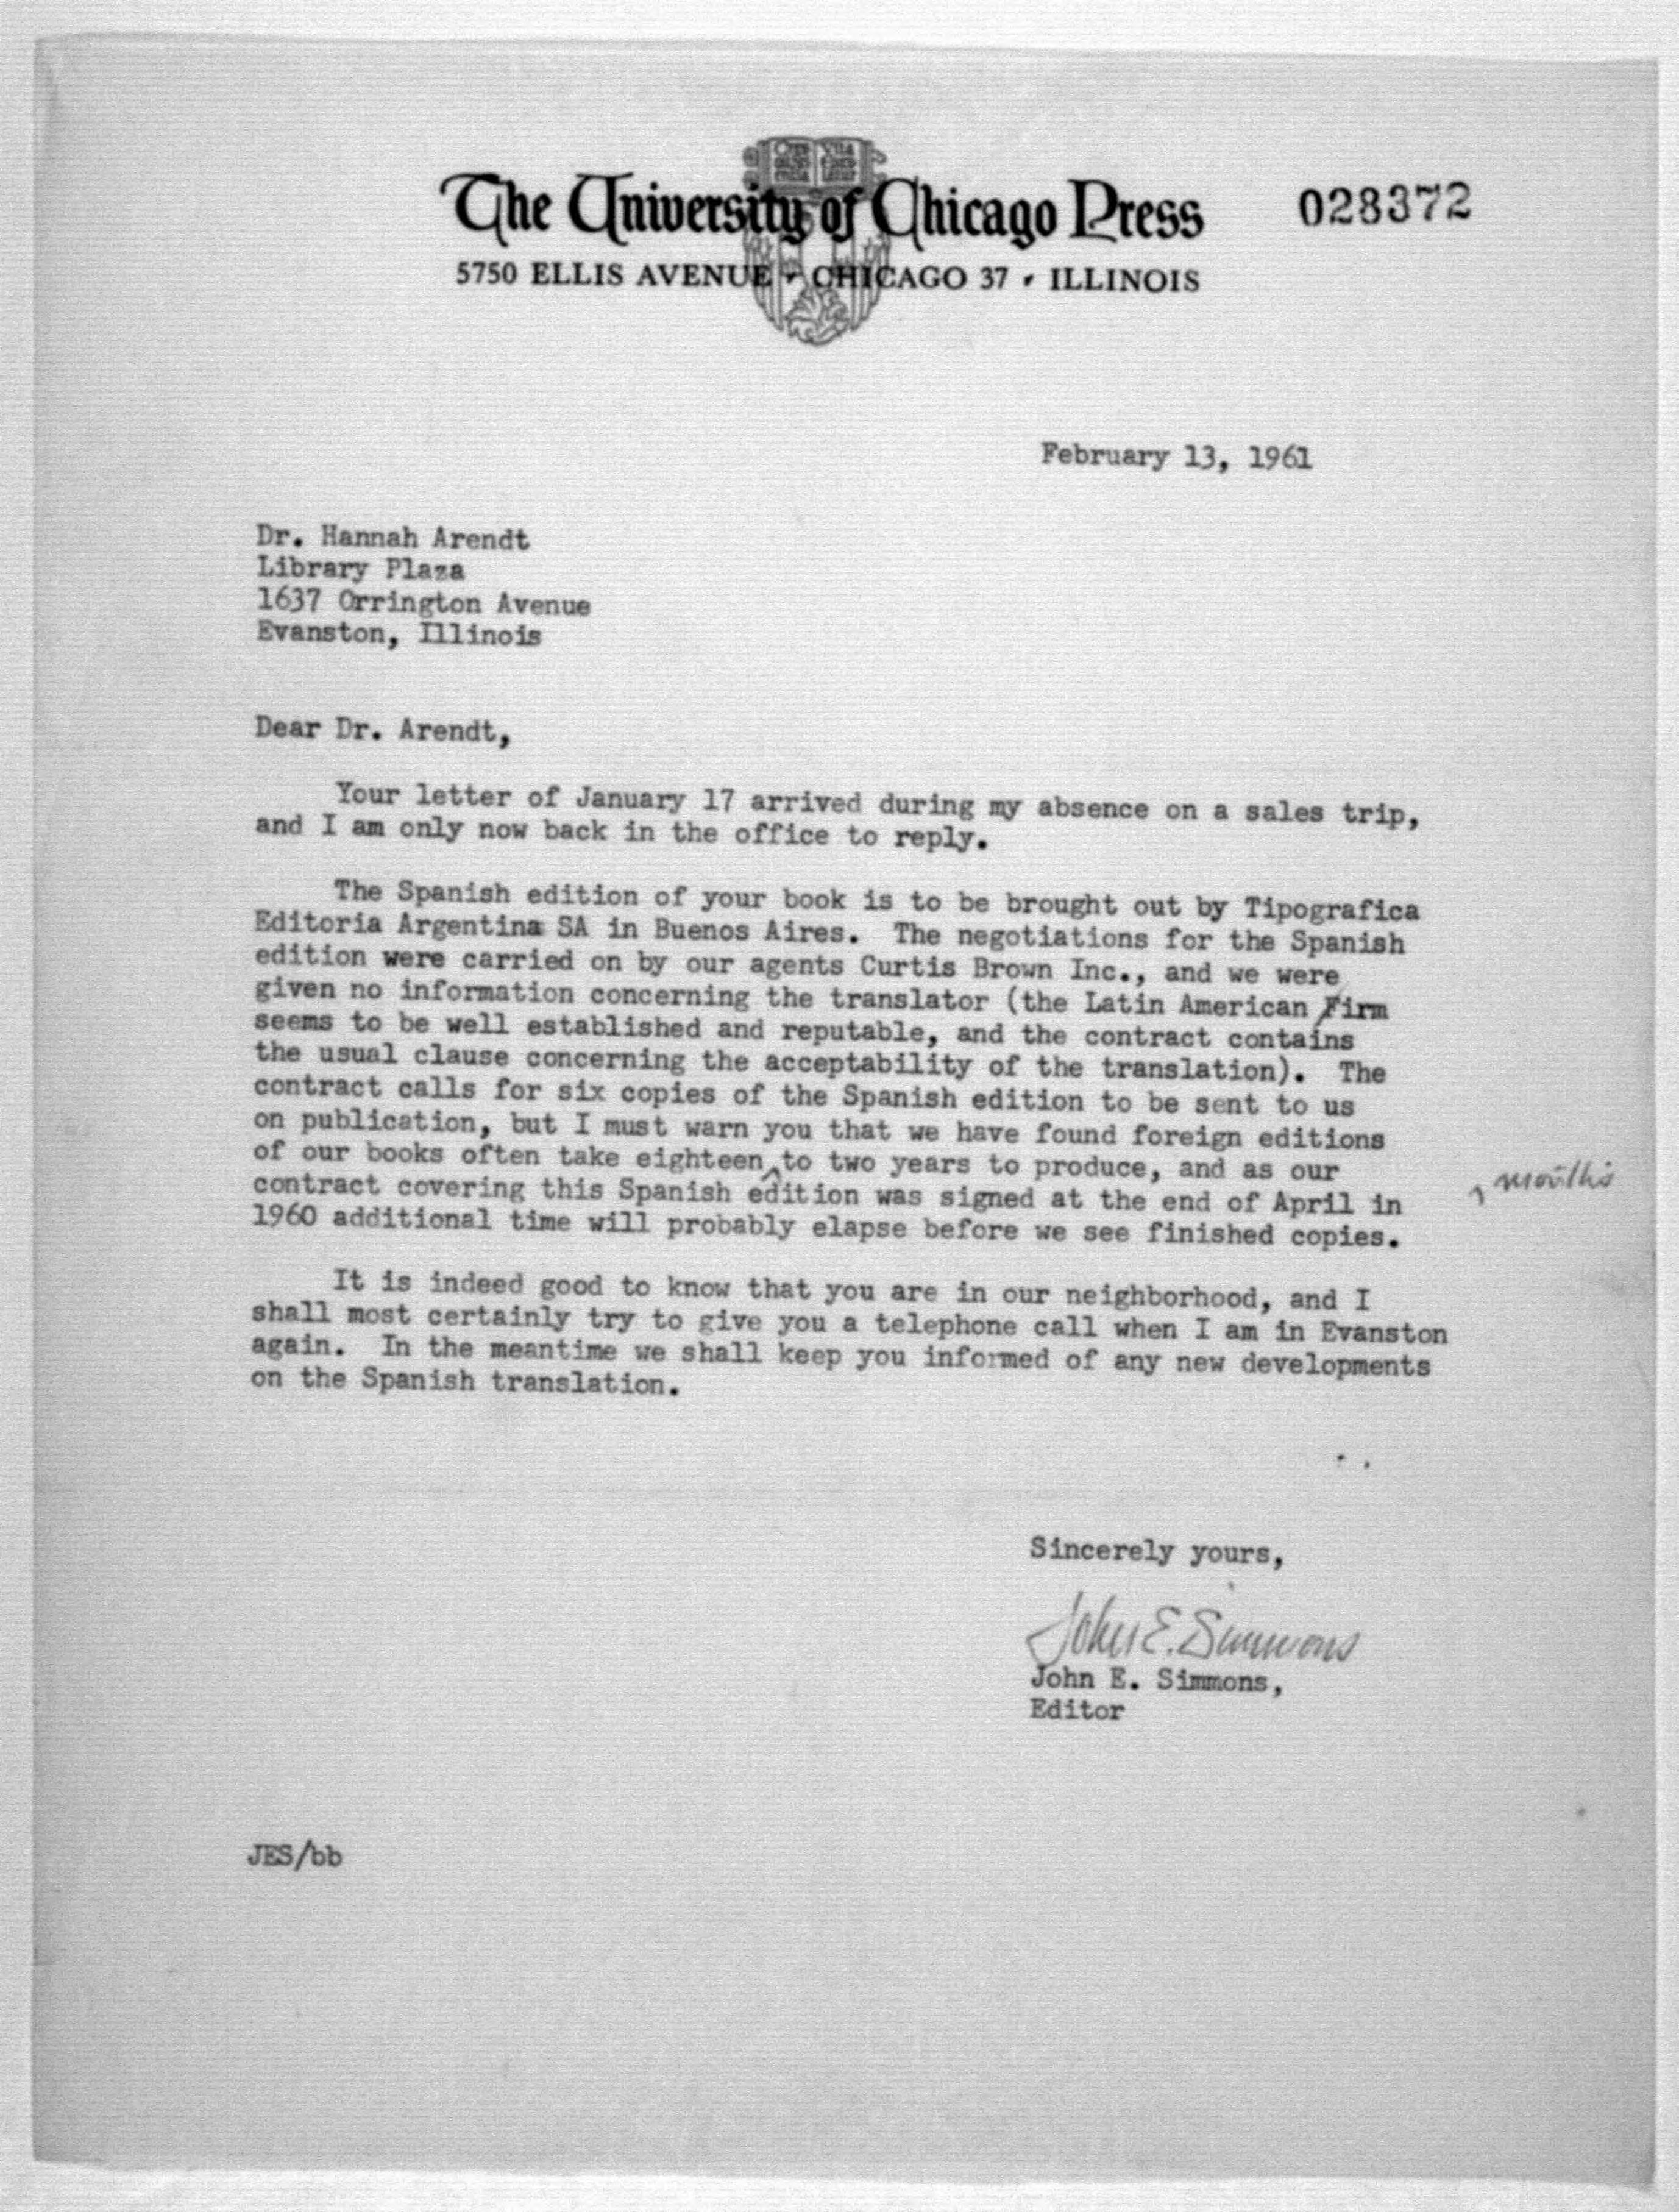 The University of Chicago Press
028372
5750 ELLIS AVENUE · CHICAGO 37 · ILLINOIS
February 13, 1961
Dr. Hannah Arendt
Library Plaza
1637 Orrington Avenue
Evanston, Illinois
Dear Dr. Arendt,
Your letter of January 17 arrived during my absence on a sales trip,
and I am only now back in the office to reply.
The Spanish edition of your book is to be brought out by Tipografica
Editoria Argentina SA in Buenos Aires. The negotiations for the Spanish
edition were carried on by our agents Curtis Brown Inc., and we were
given no information concerning the translator (the Latin American Firm
seems to be well established and reputable, and the contract contains
the usual clause concerning the acceptability of the translation). The
contract calls for six copies of the Spanish edition to be sent to us
on publication, but I must warn you that we have found foreign editions
of our books often take eighteen‸to two years to produce, and as our
‸ months
contract covering this Spanish edition was signed at the end of April in
1960 additional time will probably elapse before we see finished copies.
It is indeed good to know that you are in our neighborhood, and I
shall most certainly try to give you a telephone call when I am in Evanston
again. In the meantime we shall keep you informed of any new developments
on the Spanish translation.
Sincerely yours,
John E. Simmons
John E. Simmons,
Editor
JES/bb